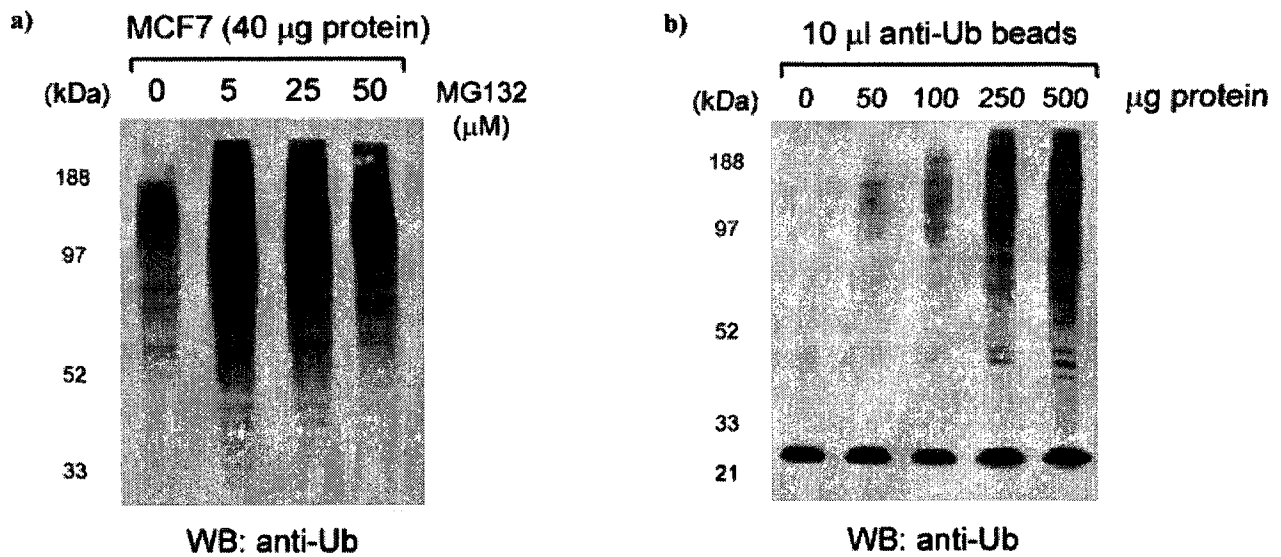 a)
MCF7 (40 µg protein)
(kDa) 0 5 25 50 MG132
(µM)
188
97
52
33
WB: anti-Ub
b)
10 µl anti-Ub beads
(kDa) 0 50 100 250 500 µg protein
188
97
52
33
21
WB: anti-Ub